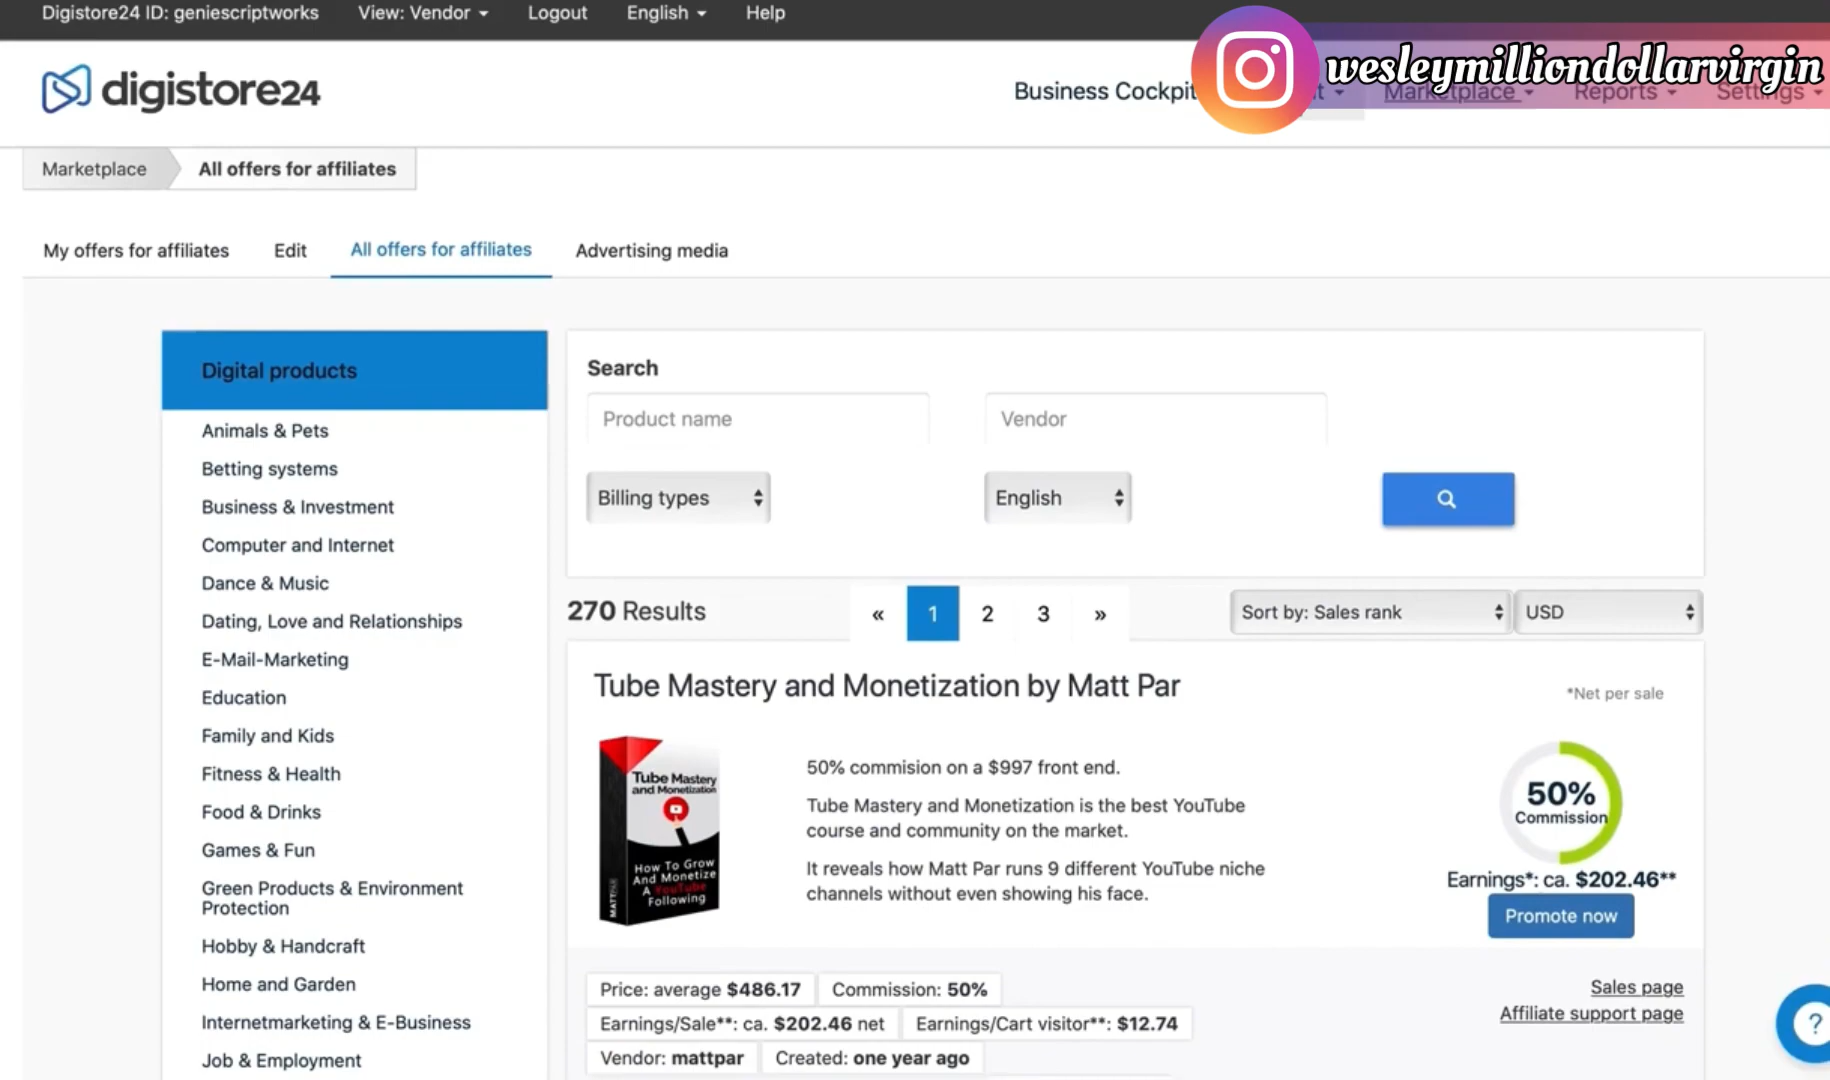 Digistore24 ID: geniescriptworks View: Vendor Logout English Help
wesleymilliondollarvirgin
digistore24
Business Cockpit Marketplace Reports Settings
Marketplace All offers for affiliates
My offers for affiliates Edit All offers for affiliates Advertising media
Digital products
Animals & Pets
Betting systems
Business & Investment
Computer and Internet
Dance & Music
Dating, Love and Relationships
E-Mail-Marketing
Education
Family and Kids
Fitness & Health
Food & Drinks
Games & Fun
Green Products & Environment
Protection
Hobby & Handcraft
Home and Garden
Internetmarketing & E-Business
Job & Employment
Search
Product name Vendor
Billing types English
270 Results « 1 2 3 » Sort by: Sales rank USD
Tube Mastery and Monetization by Matt Par
*Net per sale
Tube Mastery
and Monetization
How To Grow
And Monetize
A YouTube
Following
MATT PAR
50% commision on a $997 front end.
Tube Mastery and Monetization is the best YouTube
course and community on the market.
It reveals how Matt Par runs 9 different YouTube niche
channels without even showing his face.
50%
Commission
Earnings*: ca. $202.46**
Promote now
Price: average $486.17 Commission: 50%
Earnings/Sale**: ca. $202.46 net Earnings/Cart visitor**: $12.74
Vendor: mattpar Created: one year ago
Sales page
Affiliate support page
?